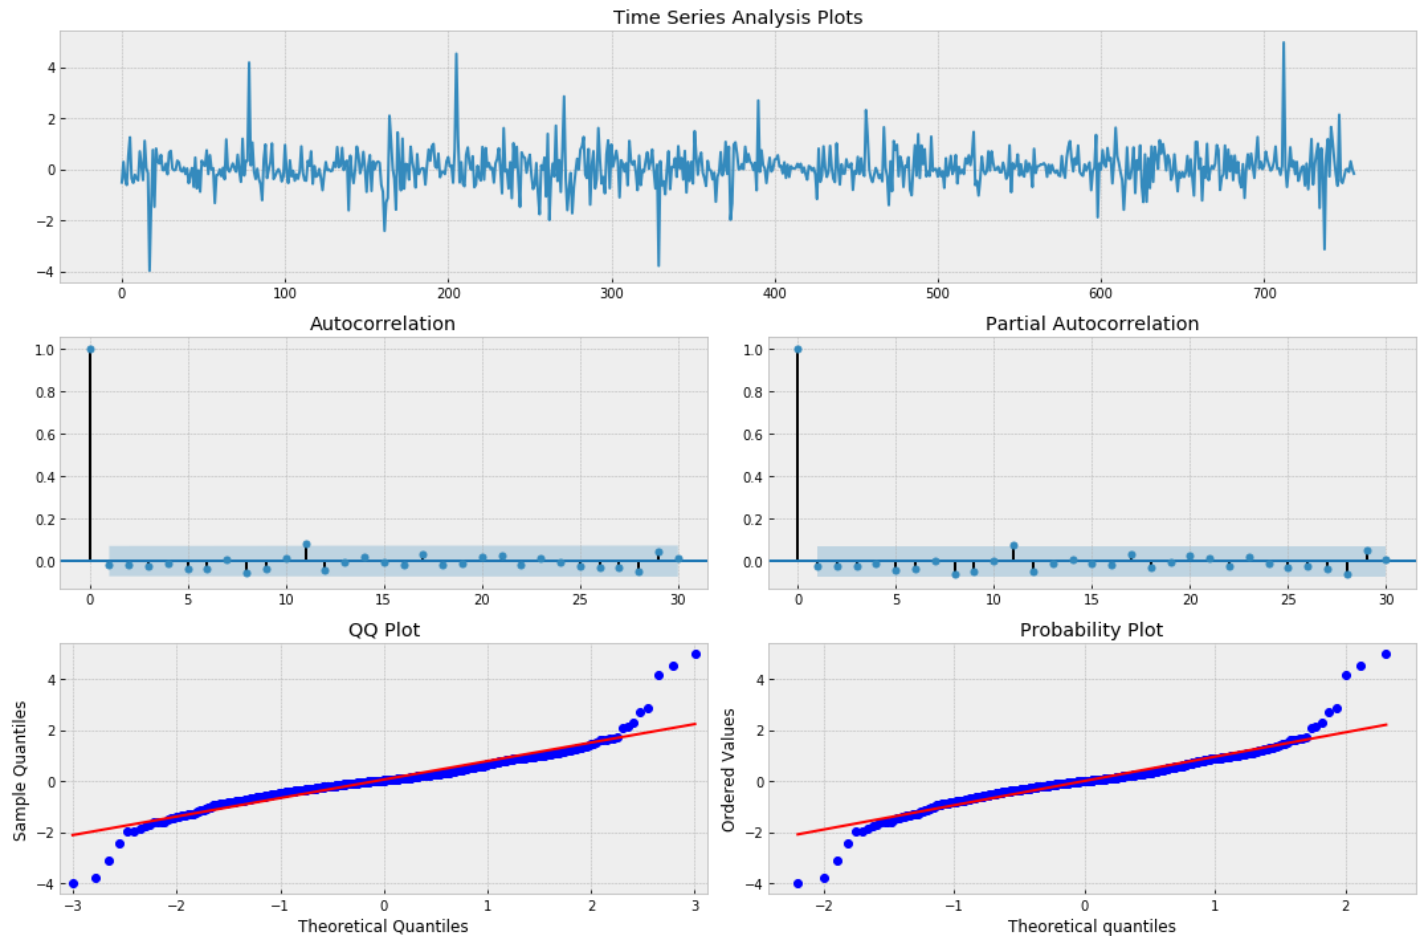 Time Series Analysis Plots
4
2
0
−2
−4
0 100 200 300 400 500 600 700
Autocorrelation
1.0
0.8
0.6
0.4
0.2
0.0
0 5 10 15 20 25 30
Partial Autocorrelation
1.0
0.8
0.6
0.4
0.2
0.0
0 5 10 15 20 25 30
QQ Plot
Sample Quantiles
4
2
0
−2
−4
−3 −2 −1 0 1 2 3
Theoretical Quantiles
Probability Plot
Ordered Values
4
2
0
−2
−4
−2 −1 0 1 2
Theoretical quantiles